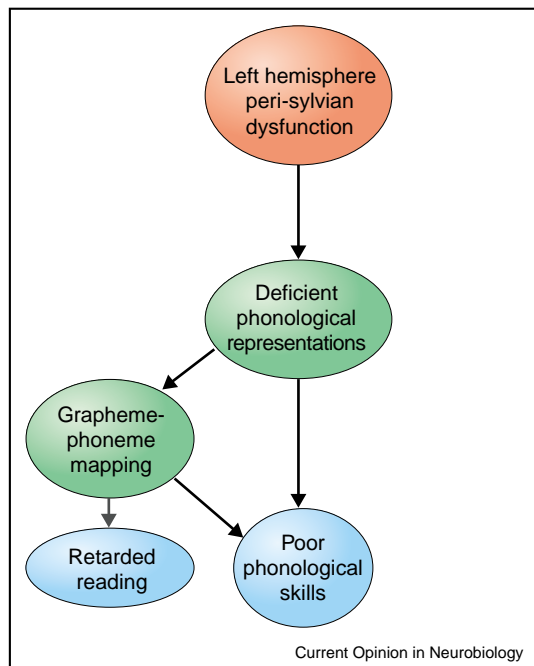 Left hemisphere
peri-sylvian
dysfunction
Deficient
phonological
representations
Grapheme-
phoneme
mapping
Retarded
reading
Poor
phonological
skills
Current Opinion in Neurobiology